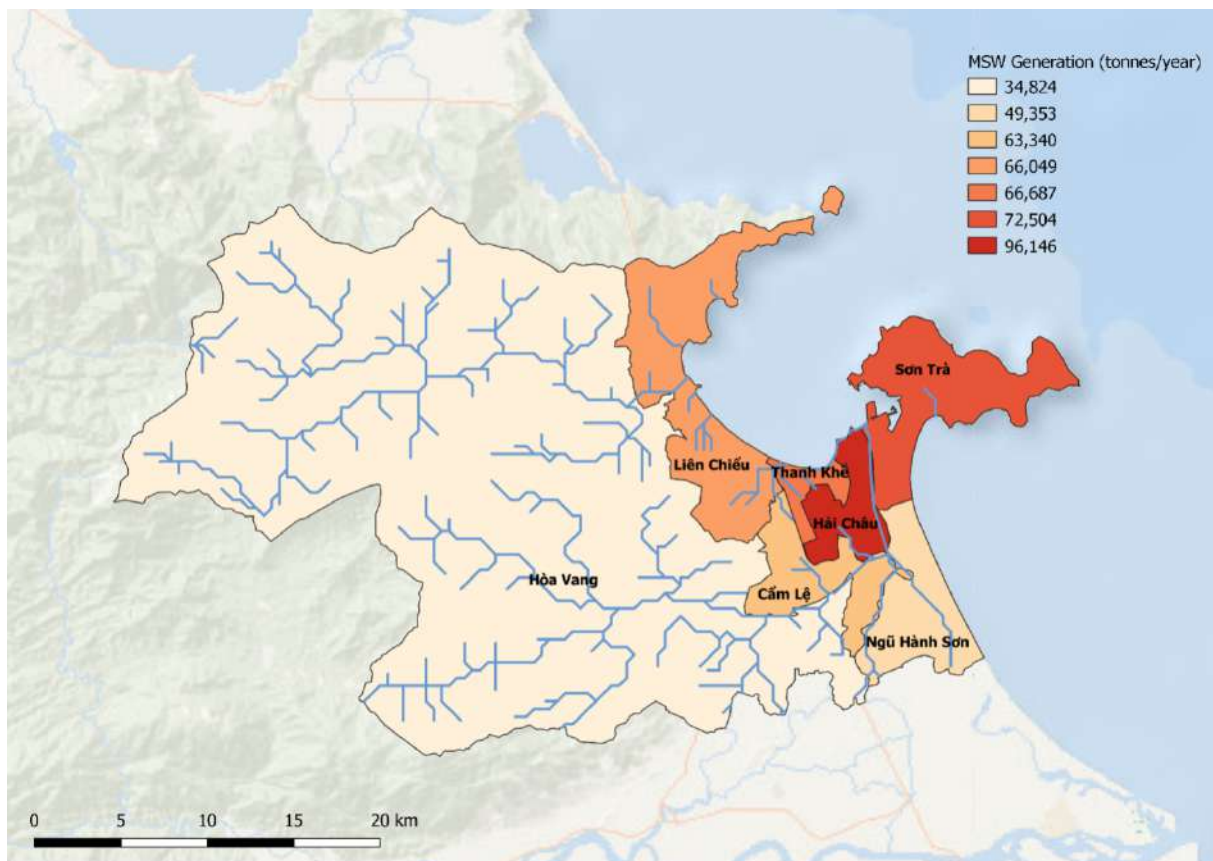 MSW Generation (tonnes/year)
34,824
49,353
63,340
66,049
66,687
72,504
96,146
Sơn Trà
Liên Chiểu
Thanh Khê
Hải Châu
Hòa Vang
Cẩm Lệ
Ngũ Hành Sơn
0 5 10 15 20 km